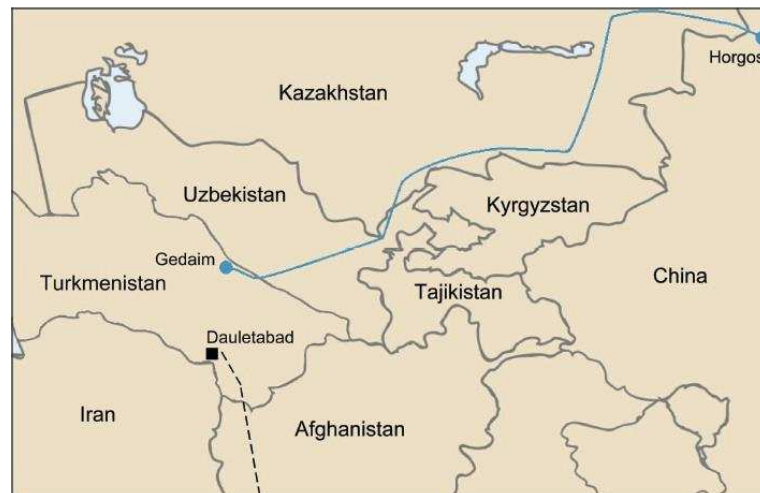 Horgos
Kazakhstan
Uzbekistan
Kyrgyzstan
Gedaim
Turkmenistan
China
Tajikistan
Dauletabad
Iran
Afghanistan